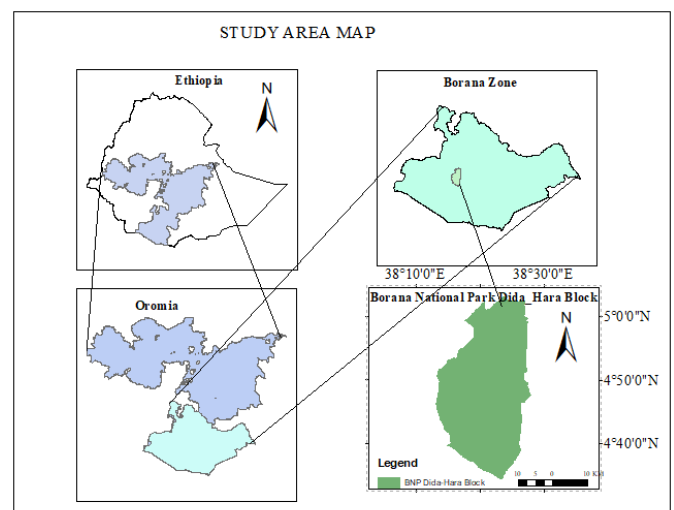 STUDY AREA MAP
Ethiopia
N
Borana Zone
Oromia
38°10'0"E 38°30'0"E
Borana National Park Dida_Hara Block
N
5°0'0"N
4°50'0"N
4°40'0"N
Legend
BNP Dida-Hara Block
10 5 0 10 KM